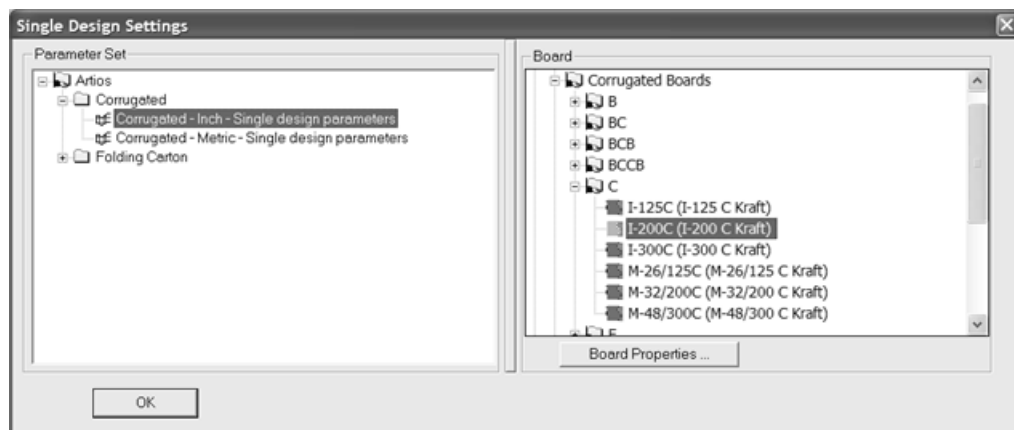 Single Design Settings
Parameter Set
Artios
Corrugated
Corrugated - Inch - Single design parameters
Corrugated - Metric - Single design parameters
Folding Carton
Board
Corrugated Boards
B
BC
BCB
BCCB
C
I-125C (I-125 C Kraft)
I-200C (I-200 C Kraft)
I-300C (I-300 C Kraft)
M-26/125C (M-26/125 C Kraft)
M-32/200C (M-32/200 C Kraft)
M-48/300C (M-48/300 C Kraft)
Board Properties ...
OK